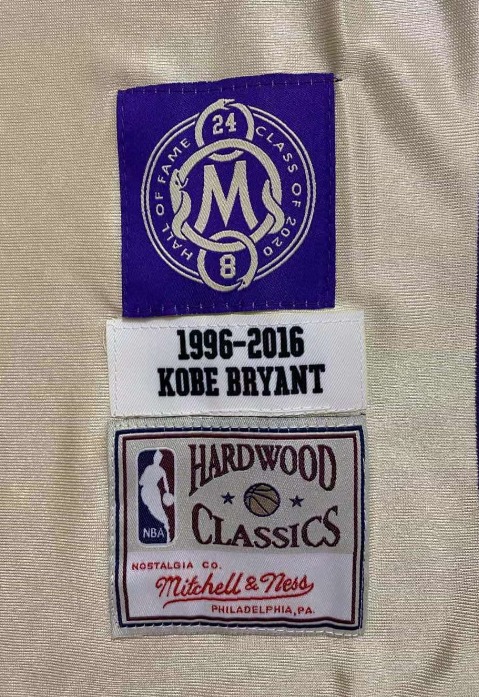 24
HALL OF FAME CLASS OF 2020
M
8
1996-2016
KOBE BRYANT
HARDWOOD
NBA
CLASSICS
NOSTALGIA CO.
Mitchell & Ness
PHILADELPHIA, PA.